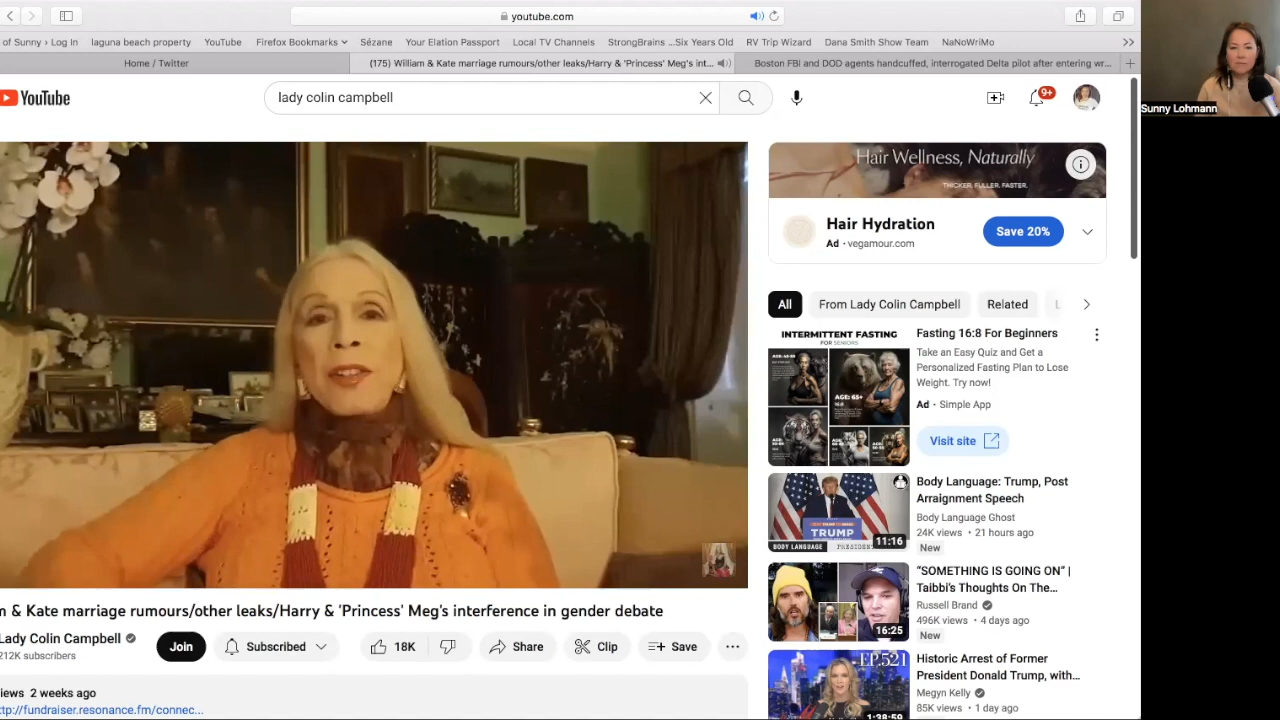 youtube.com
of Sunny › Log In
laguna beach property
YouTube
Firefox Bookmarks
Sézane
Your Elation Passport
Local TV Channels
StrongBrains ...Six Years Old
RV Trip Wizard
Dana Smith Show Team
NaNoWriMo
Home / Twitter
(175) William & Kate marriage rumours/other leaks/Harry & 'Princess' Meg's int...
Boston FBI and DOD agents handcuffed, interrogated Delta pilot after entering wr...
YouTube
lady colin campbell
9+
Sunny Lohmann
Hair Wellness, Naturally
THICKER. FULLER. FASTER.
Hair Hydration
Ad · vegamour.com
Save 20%
All
From Lady Colin Campbell
Related
L
INTERMITTENT FASTING
FOR SENIORS
AGE: 65+
Fasting 16:8 For Beginners
Take an Easy Quiz and Get a
Personalized Fasting Plan to Lose
Weight. Try now!
Ad · Simple App
Visit site
TRUMP
BODY LANGUAGE
11:16
Body Language: Trump, Post
Arraignment Speech
Body Language Ghost
24K views • 21 hours ago
New
16:25
“SOMETHING IS GOING ON” |
Taibbi's Thoughts On The...
Russell Brand
496K views • 4 days ago
New
EP.521
1:38:59
Historic Arrest of Former
President Donald Trump, with...
Megyn Kelly
85K views • 1 day ago
m & Kate marriage rumours/other leaks/Harry & 'Princess' Meg's interference in gender debate
Lady Colin Campbell
212K subscribers
Join
Subscribed
18K
Share
Clip
Save
iews 2 weeks ago
ttp://fundraiser.resonance.fm/connec...